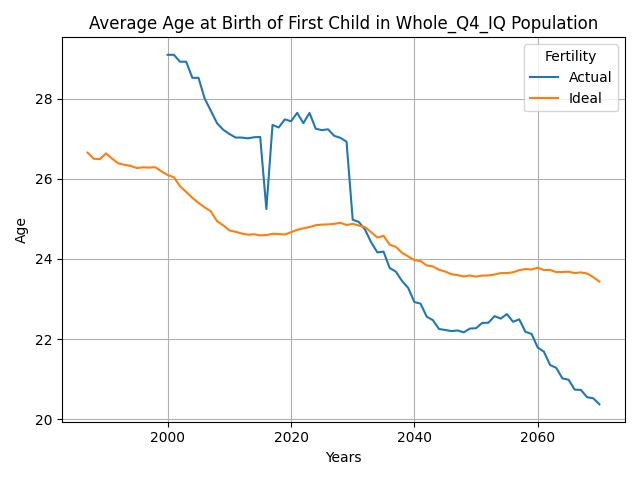 Average Age at Birth of First Child in Whole_Q4_IQ Population
Fertility
Actual
Ideal
28
26
24
22
20
Age
2000
2020
2040
2060
Years